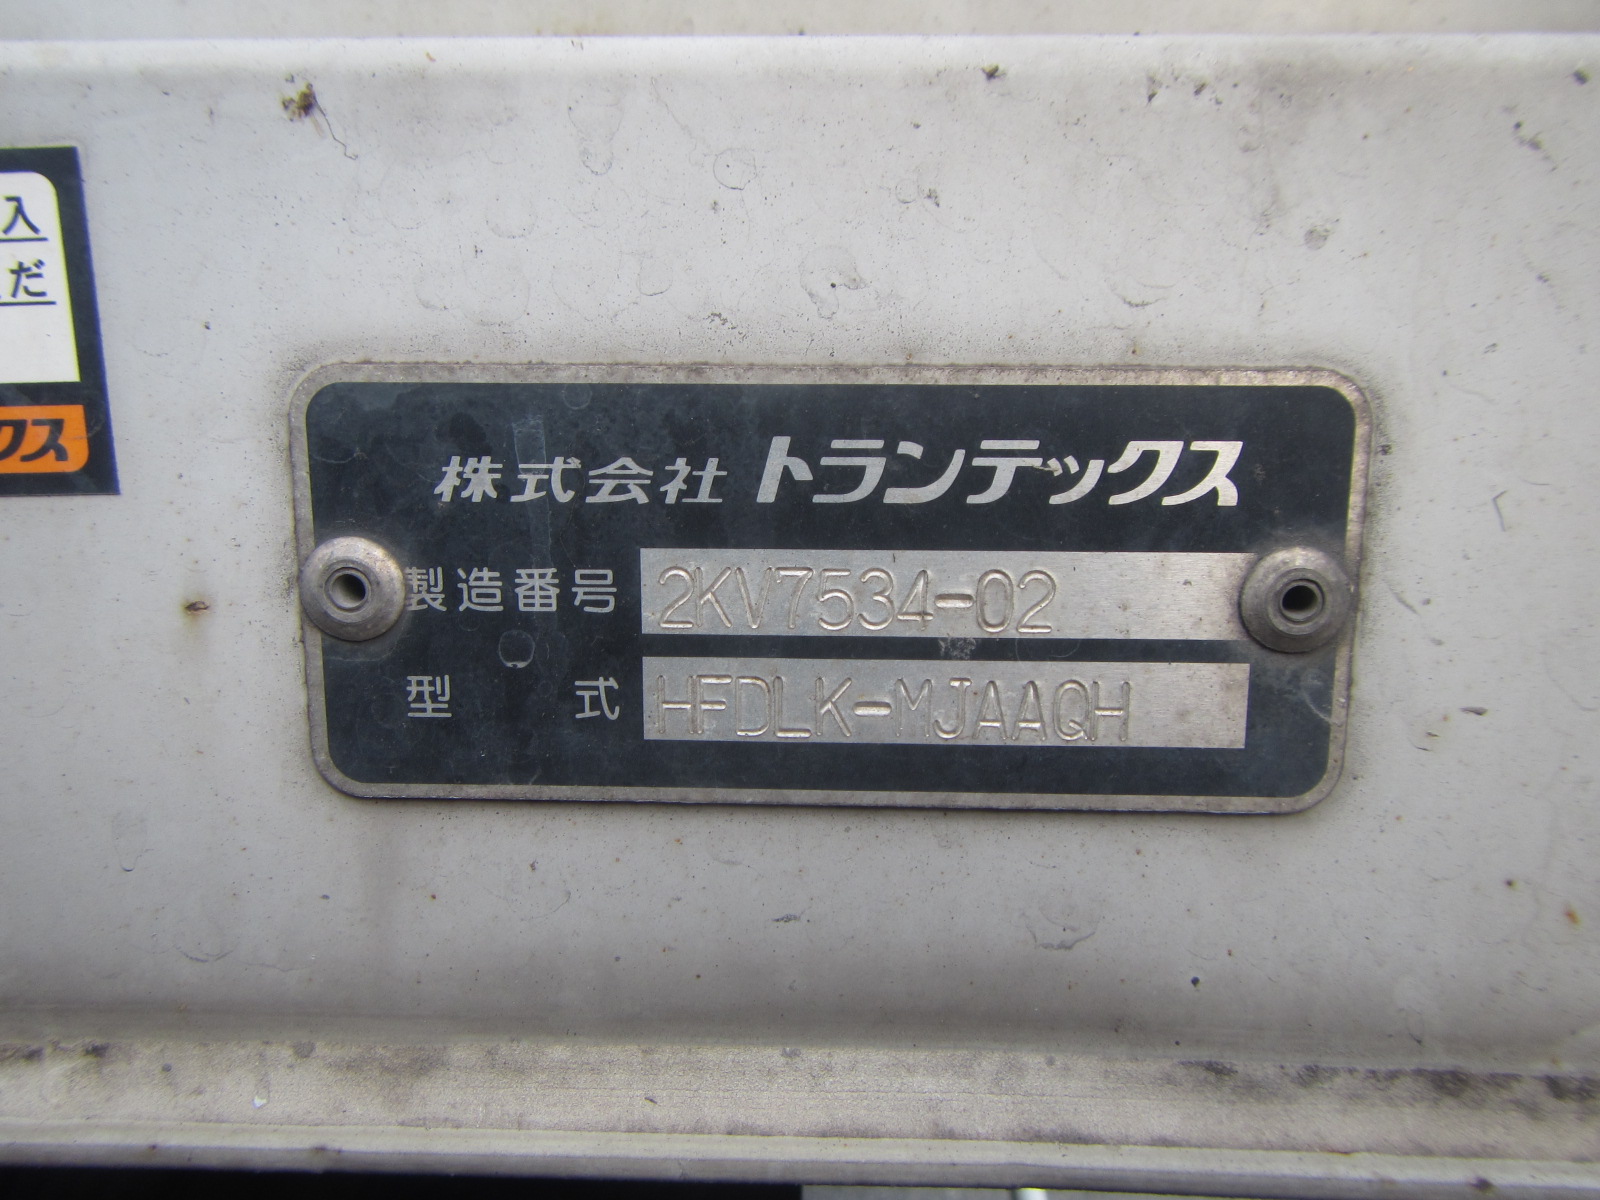 入
だ
クス
株式会社 トランテックス
製造番号 2KV7534-02
型 式 HFDLK-MJAAQH